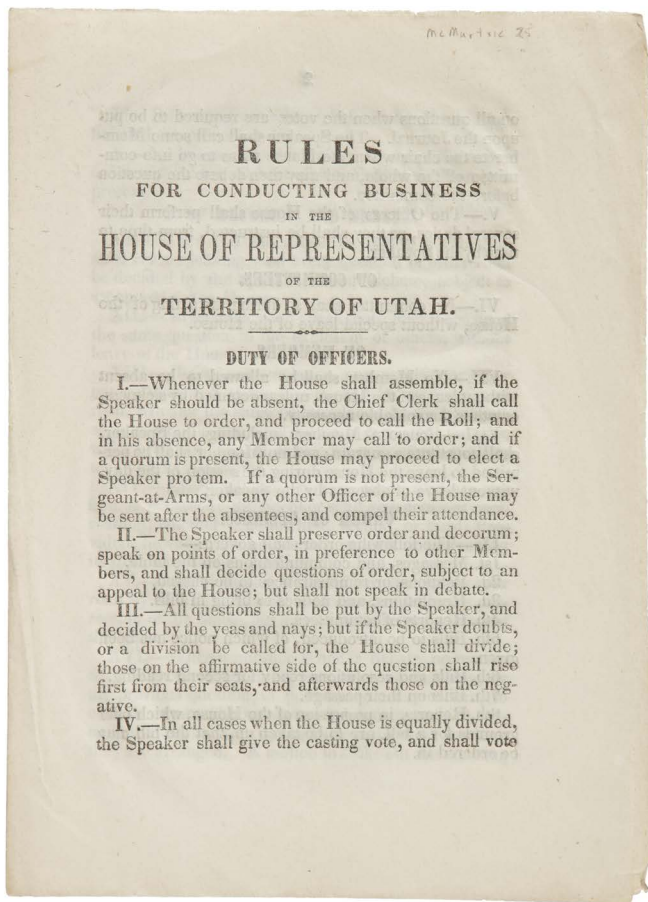 McMurtrie 25
RULES
FOR CONDUCTING BUSINESS
IN THE
HOUSE OF REPRESENTATIVES
OF THE
TERRITORY OF UTAH.
DUTY OF OFFICERS.
I.—Whenever the House shall assemble, if the
Speaker should be absent, the Chief Clerk shall call
the House to order, and proceed to call the Roll; and
in his absence, any Member may call to order; and if
a quorum is present, the House may proceed to elect a
Speaker pro tem. If a quorum is not present, the Ser-
geant-at-Arms, or any other Officer of the House may
be sent after the absentees, and compel their attendance.
II.—The Speaker shall preserve order and decorum;
speak on points of order, in preference to other Mem-
bers, and shall decide questions of order, subject to an
appeal to the House; but shall not speak in debate.
III.—All questions shall be put by the Speaker, and
decided by the yeas and nays; but if the Speaker doubts,
or a division be called for, the House shall divide;
those on the affirmative side of the question shall rise
first from their seats, and afterwards those on the neg-
ative.
IV.—In all cases when the House is equally divided,
the Speaker shall give the casting vote, and shall vote